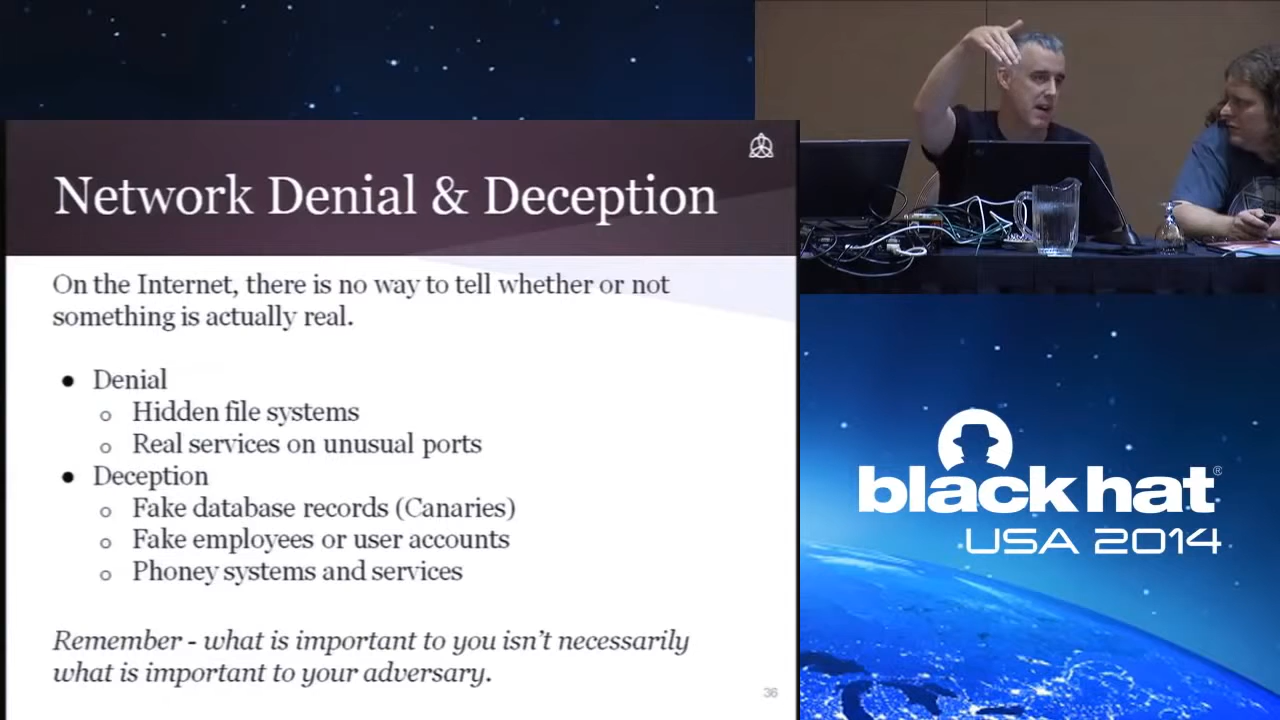 Network Denial & Deception
On the Internet, there is no way to tell whether or not
something is actually real.
● Denial
○ Hidden file systems
○ Real services on unusual ports
● Deception
○ Fake database records (Canaries)
○ Fake employees or user accounts
○ Phoney systems and services
Remember - what is important to you isn't necessarily
what is important to your adversary.
36
black hat®
USA 2014